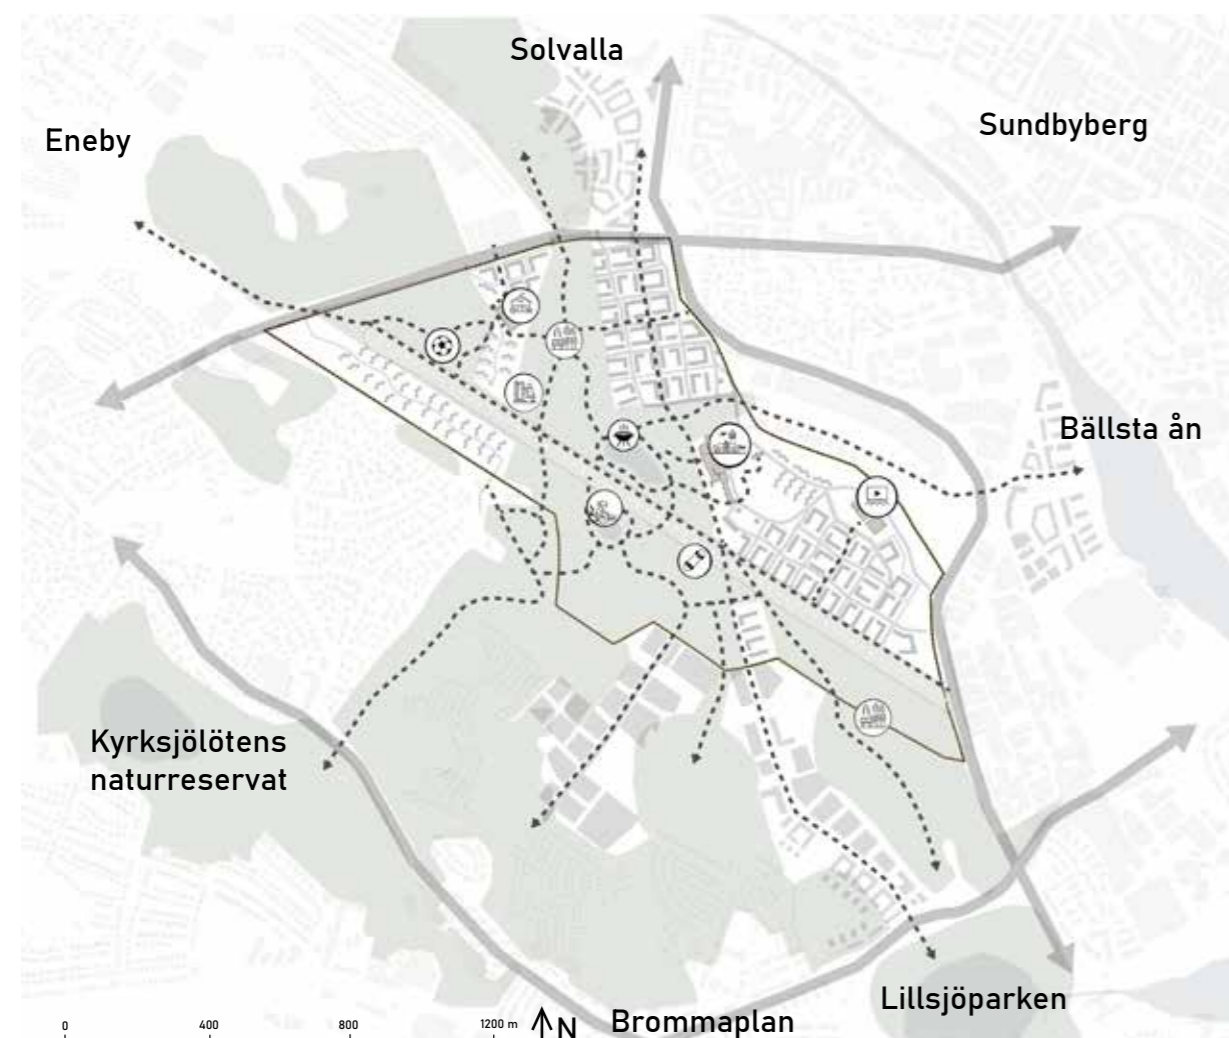 Solvalla
Sundbyberg
Eneby
Bällsta ån
Kyrksjölötens
naturreservat
Lillsjöparken
Brommaplan
0
400
800
1200 m
N